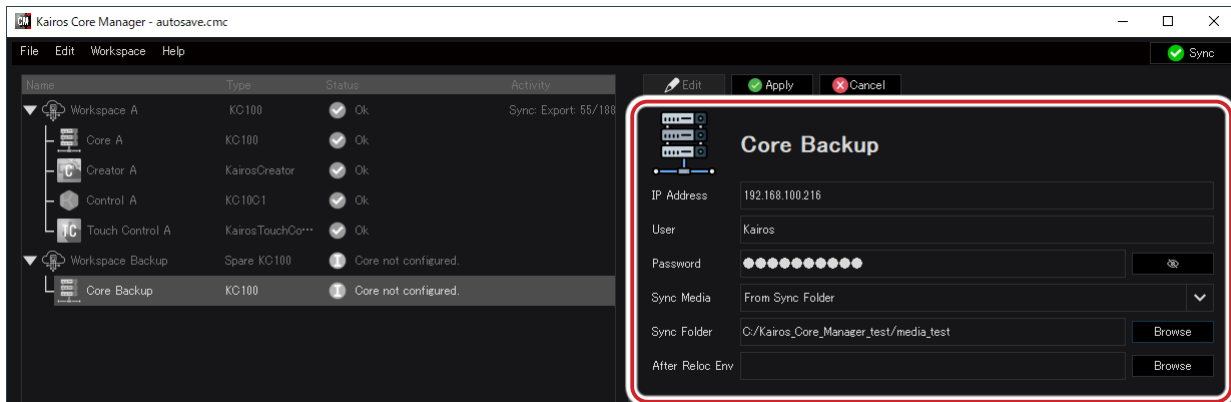 CM Kairos Core Manager - autosave.cmc
File Edit Workspace Help
Sync
Name Type Status Activity
Edit Apply Cancel
Workspace A KC100 Ok Sync: Export: 55/188
Core A KC100 Ok
C Creator A KairosCreator Ok
Control A KC10C1 Ok
TC Touch Control A KairosTouchCo··· Ok
Workspace Backup Spare KC100 Core not configured.
Core Backup KC100 Core not configured.
Core Backup
IP Address 192.168.100.216
User Kairos
Password ●●●●●●●●●●
Sync Media From Sync Folder
Sync Folder C:/Kairos_Core_Manager_test/media_test Browse
After Reloc Env Browse